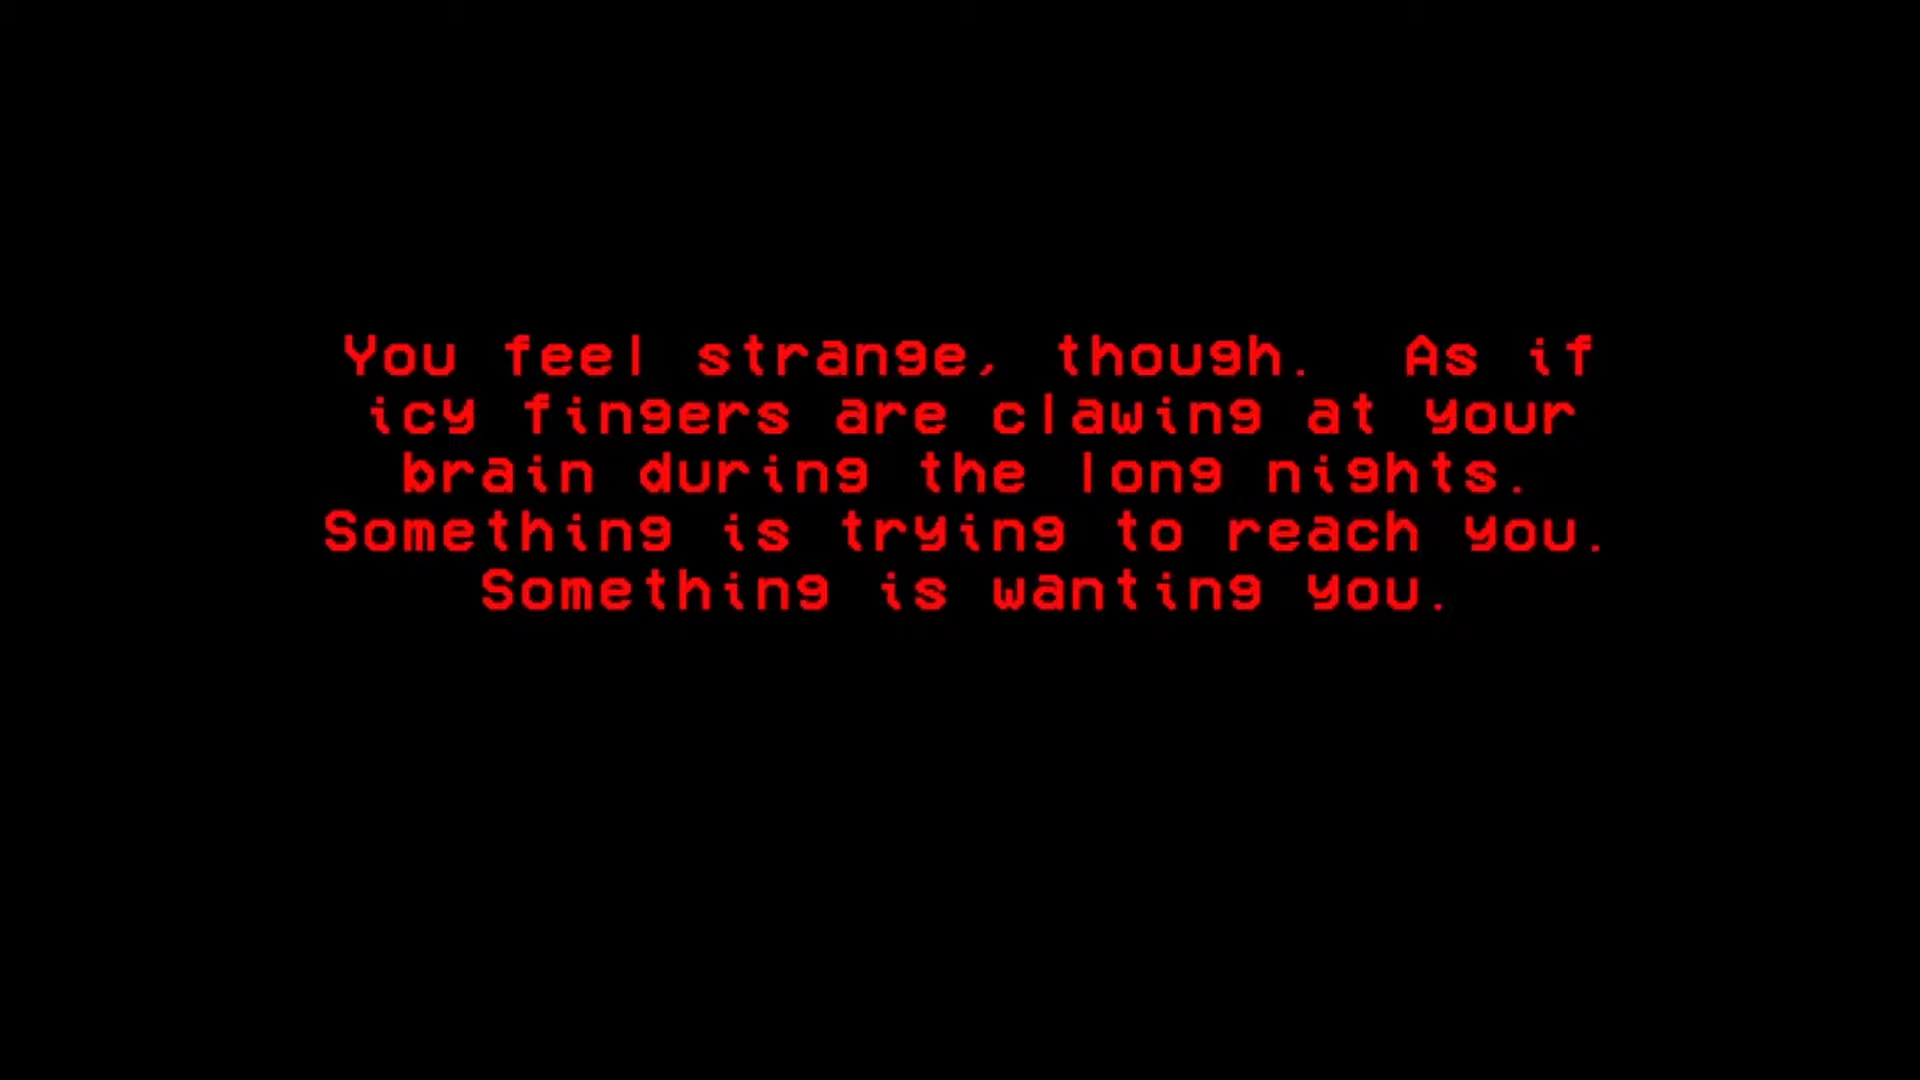 You feel strange, though.  As if
icy fingers are clawing at your
brain during the long nights.
Something is trying to reach you.
Something is wanting you.